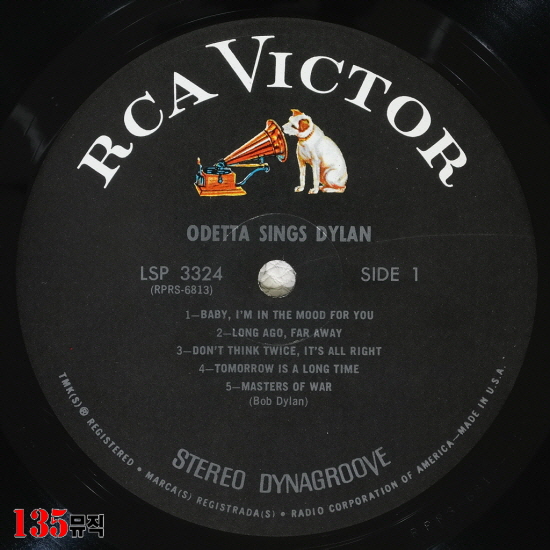 RCA VICTOR
ODETTA SINGS DYLAN
LSP 3324
(RPRS-6813)
SIDE 1
1—BABY, I'M IN THE MOOD FOR YOU
2—LONG AGO, FAR AWAY
3—DON'T THINK TWICE, IT'S ALL RIGHT
4—TOMORROW IS A LONG TIME
5—MASTERS OF WAR
(Bob Dylan)
STEREO DYNAGROOVE
TMK(S) ® REGISTERED. • MARCA(S) REGISTRADA(S) • RADIO CORPORATION OF AMERICA—MADE IN U.S.A.
135뮤직